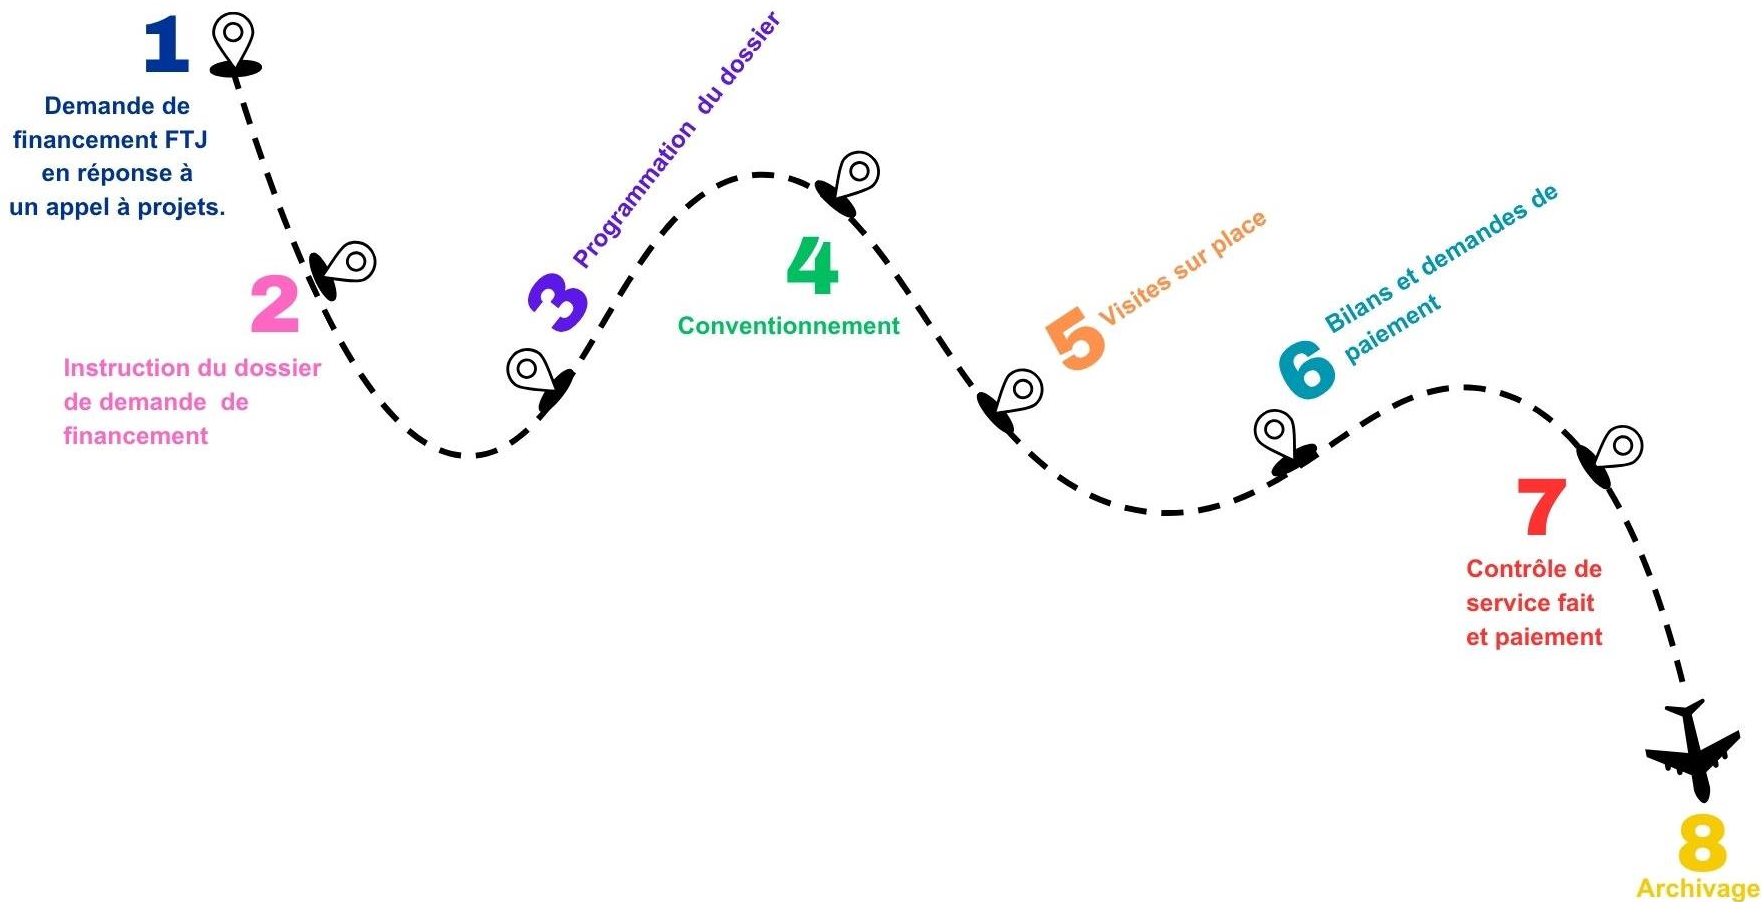 1
Demande de
financement FTJ
en réponse à
un appel à projets.
2
Instruction du dossier
de demande de
financement
3
Programmation du dossier
4
Conventionnement
5
Visites sur place
6
Bilans et demandes de
paiement
7
Contrôle de
service fait
et paiement
8
Archivage